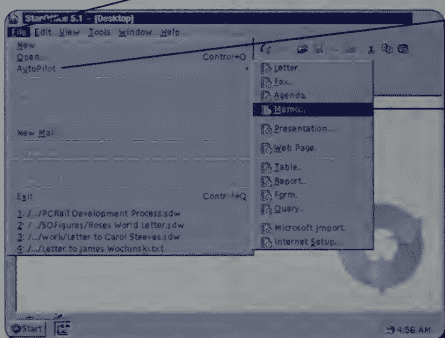 StarOffice 5.1 - [Desktop]
File Edit View Tools Window Help
New
Open... Control+O
AutoPilot
Letter...
Fax...
Agenda...
Memo...
Presentation...
Web Page...
Table...
Report...
Form...
Query...
Microsoft Import...
Internet Setup...
New Mail
Exit Control+Q
1: /../PCRail Development Process.sdw
2: /../SOFigures/Roses World Letter.sdw
3: /../work/Letter to Carol Steeves.sdw
4: /../Letter to James Wochunski.txt
Start
4:56 AM